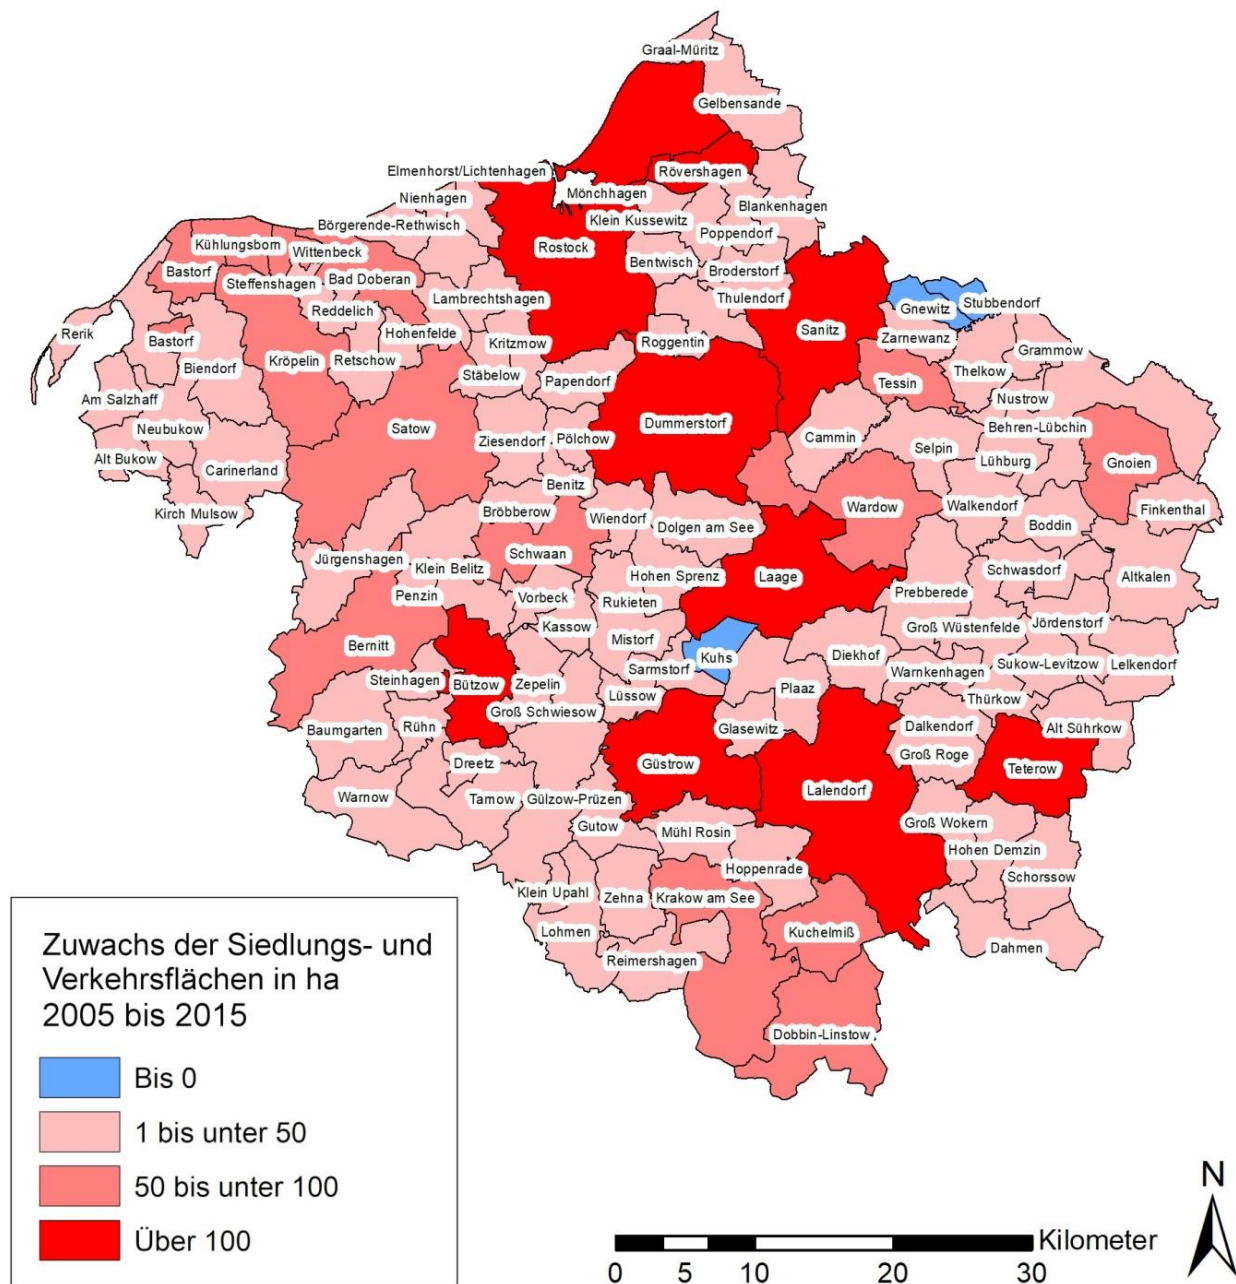 Graal-Müritz
Gelbensande
Elmenhorst/Lichtenhagen
Rövershagen
Mönchhagen
Nienhagen
Blankenhagen
Klein Kussewitz
Börgerende-Rethwisch
Poppendorf
Kühlungsborn
Rostock
Wittenbeck
Bentwisch
Broderstorf
Bastorf
Steffenshagen
Bad Doberan
Lambrechtshagen
Thulendorf
Stubbendorf
Gnewitz
Reddelich
Rerik
Hohenfelde
Sanitz
Zarnewanz
Bastorf
Kritzmow
Roggentin
Grammow
Kröpelin
Retschow
Biendorf
Stäbelow
Papendorf
Tessin
Thelkow
Am Salzhaff
Nustrow
Satow
Dummerstorf
Behren-Lübchin
Neubukow
Ziesendorf
Pölchow
Cammin
Selpin
Alt Bukow
Lühburg
Gnoien
Carinerland
Benitz
Kirch Mulsow
Bröbberow
Wiendorf
Wardow
Walkendorf
Finkenthal
Dolgen am See
Boddin
Jürgenshagen
Schwaan
Klein Belitz
Hohen Sprenz
Laage
Schwasdorf
Altkalen
Penzin
Vorbeck
Rukieten
Prebberede
Kassow
Groß Wüstenfelde
Jördenstorf
Bernitt
Mistorf
Kuhs
Diekhof
Sarmstorf
Warnkenhagen
Sukow-Levitzow
Lelkendorf
Steinhagen
Bützow
Zepelin
Lüssow
Plaaz
Thürkow
Groß Schwiesow
Baumgarten
Rühn
Glasewitz
Dalkendorf
Alt Sührkow
Groß Roge
Dreetz
Güstrow
Teterow
Lalendorf
Warnow
Tarnow
Gülzow-Prüzen
Gutow
Mühl Rosin
Groß Wokern
Hohen Demzin
Hoppenrade
Schorssow
Klein Upahl
Zehna
Krakow am See
Lohmen
Kuchelmiß
Dahmen
Reimershagen
Dobbin-Linstow
Zuwachs der Siedlungs- und
Verkehrsflächen in ha
2005 bis 2015
Bis 0
1 bis unter 50
50 bis unter 100
Über 100
N
Kilometer
0 5 10 20 30